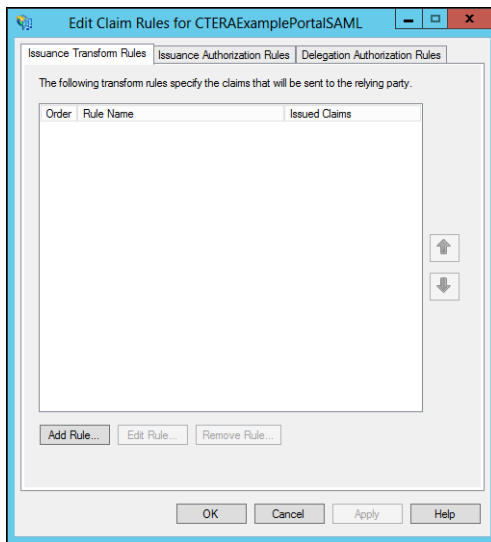 Edit Claim Rules for CTERAExamplePortalSAML
Issuance Transform Rules Issuance Authorization Rules Delegation Authorization Rules
The following transform rules specify the claims that will be sent to the relying party.
Order Rule Name Issued Claims
Add Rule... Edit Rule... Remove Rule...
OK Cancel Apply Help